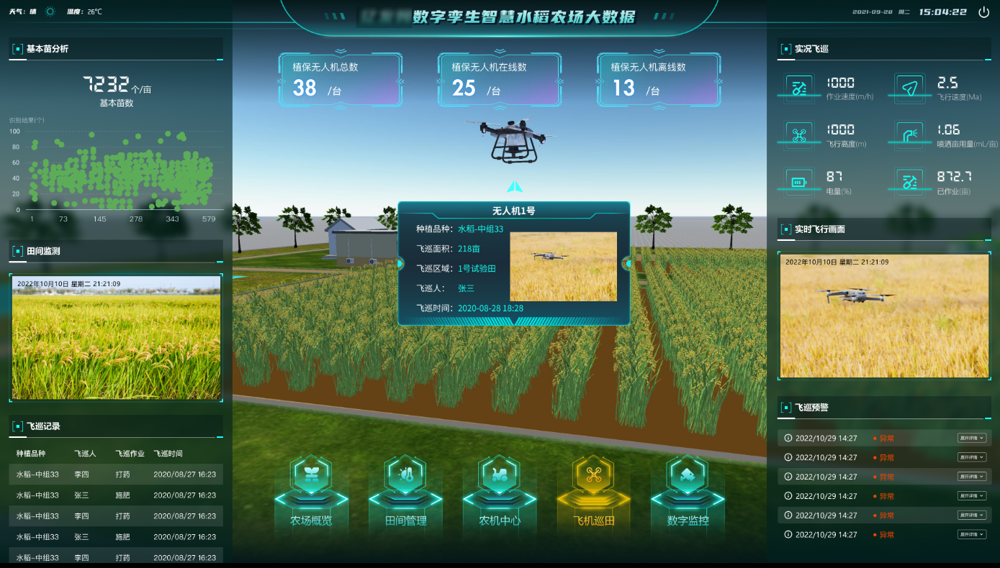 天气：晴 温度：26℃
数字孪生智慧水稻农场大数据
2021-09-28 周二 15:04:22
基本苗分析
7232个/亩
基本苗数
识别结果(个)
100
80
60
40
20
0
1 73 145 278 343 579
田间监测
2022年10月10日 星期二 21:21:09
飞巡记录
种植品种 飞巡人 飞巡作业 飞巡时间
水稻-中组33 李四 打药 2020/08/27 16:23
水稻-中组33 张三 施肥 2020/08/27 16:23
水稻-中组33 李四 打药 2020/08/27 16:23
水稻-中组33 张三 施肥 2020/08/27 16:23
水稻-中组33 李四 打药 2020/08/27 16:23
植保无人机总数
38 /台
植保无人机在线数
25 /台
植保无人机离线数
13 /台
无人机1号
种植品种：水稻-中组33
飞巡面积：218亩
飞巡区域：1号试验田
飞巡人： 张三
飞巡时间：2020-08-28 18:28
农场概览
田间管理
农机中心
飞机巡田
数字监控
实况飞巡
1000
作业速度(m/h)
2.5
飞行速度(Ma)
1000
飞行高度(m)
1.06
喷洒亩用量(mL/亩)
87
电量(%)
872.7
已作业(亩)
实时飞行画面
2022年10月10日 星期二 21:21:09
飞巡预警
2022/10/29 14:27 异常 展开详情
2022/10/29 14:27 异常 展开详情
2022/10/29 14:27 异常 展开详情
2022/10/29 14:27 异常 展开详情
2022/10/29 14:27 异常 展开详情
2022/10/29 14:27 异常 展开详情